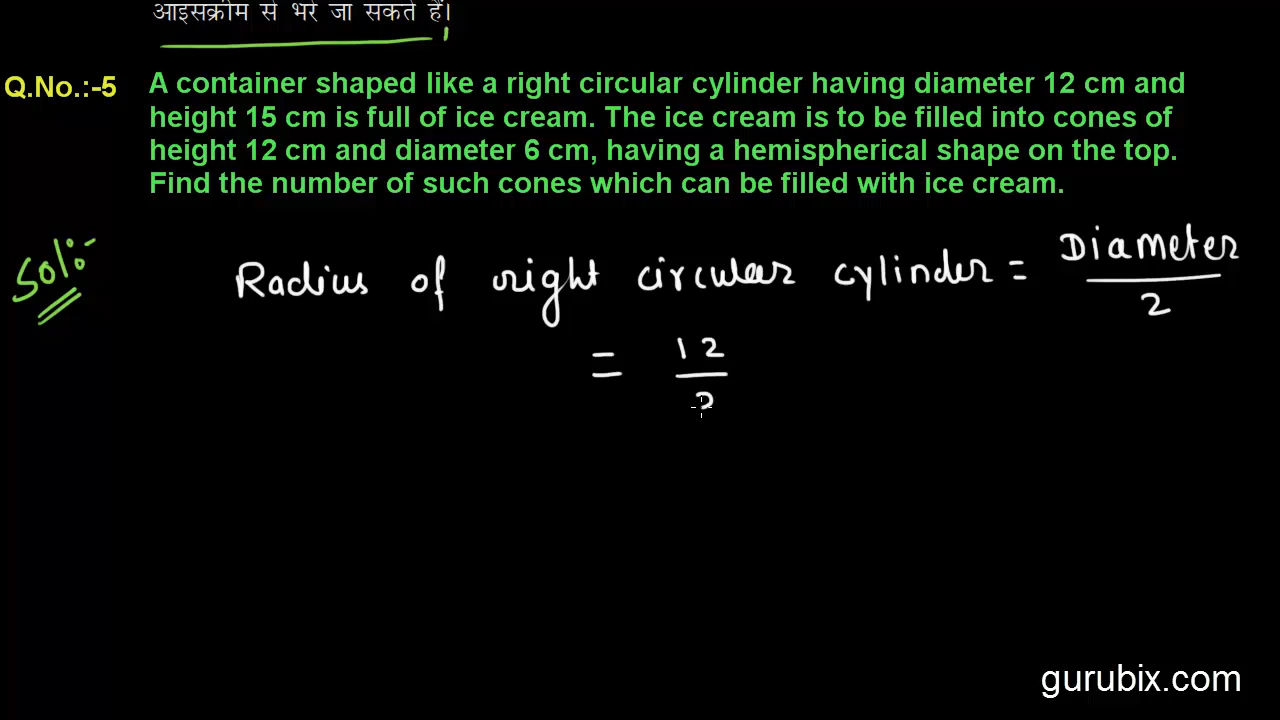 आइसक्रीम से भरे जा सकते हैं।
Q.No.:-5 A container shaped like a right circular cylinder having diameter 12 cm and
height 15 cm is full of ice cream. The ice cream is to be filled into cones of
height 12 cm and diameter 6 cm, having a hemispherical shape on the top.
Find the number of such cones which can be filled with ice cream.
Sol:- Radius of right circular cylinder = Diameter
2
= 12
2
gurubix.com